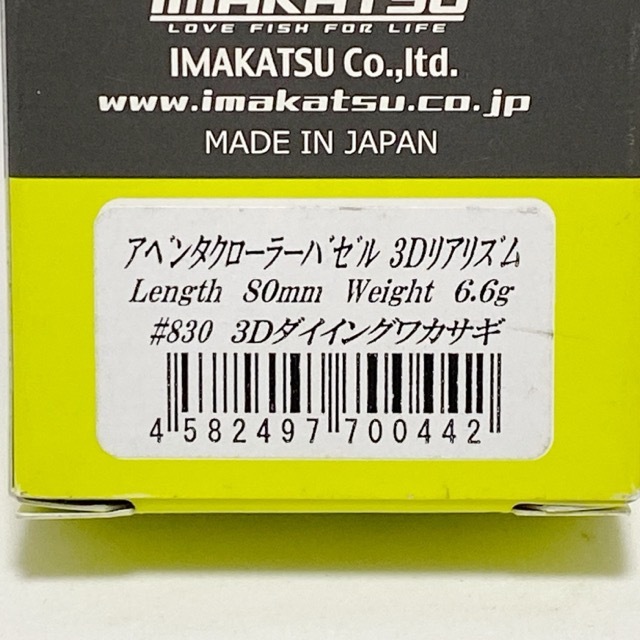 IMAKATSU
LOVE FISH FOR LIFE
IMAKATSU Co.,ltd.
www.imakatsu.co.jp
MADE IN JAPAN
アベンタクローラーバゼル 3Dリアリズム
Length 80mm Weight 6.6g
#830 3Dダイイングワカサギ
4 582497 700442